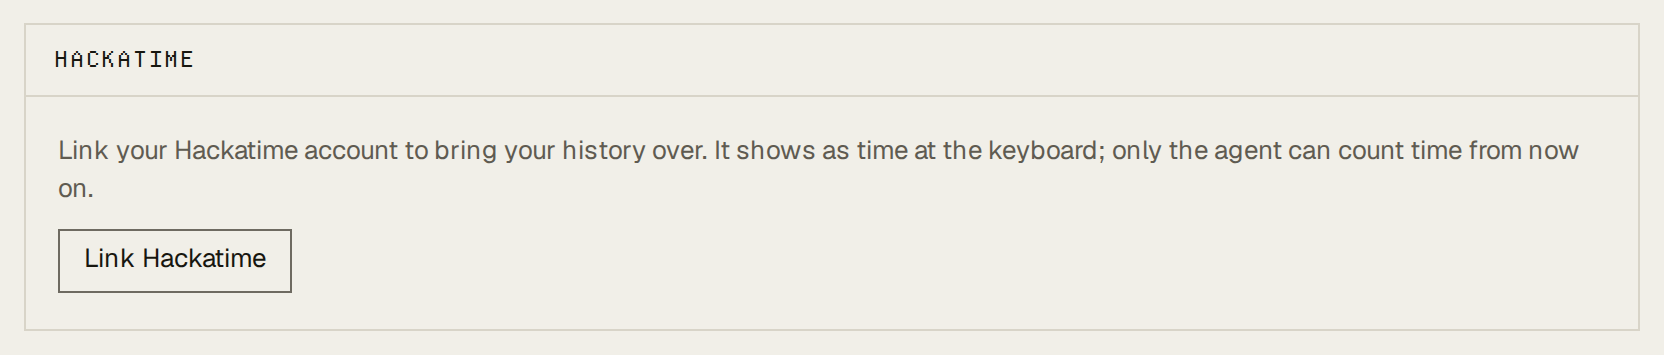 HACKATIME
Link your Hackatime account to bring your history over. It shows as time at the keyboard; only the agent can count time from now
on.
Link Hackatime